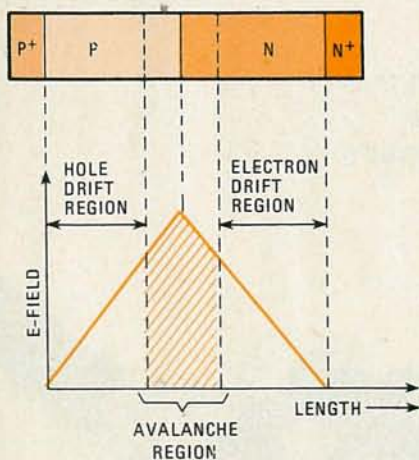 P+ P N N+
HOLE
DRIFT
REGION
ELECTRON
DRIFT
REGION
E-FIELD
LENGTH
AVALANCHE
REGION